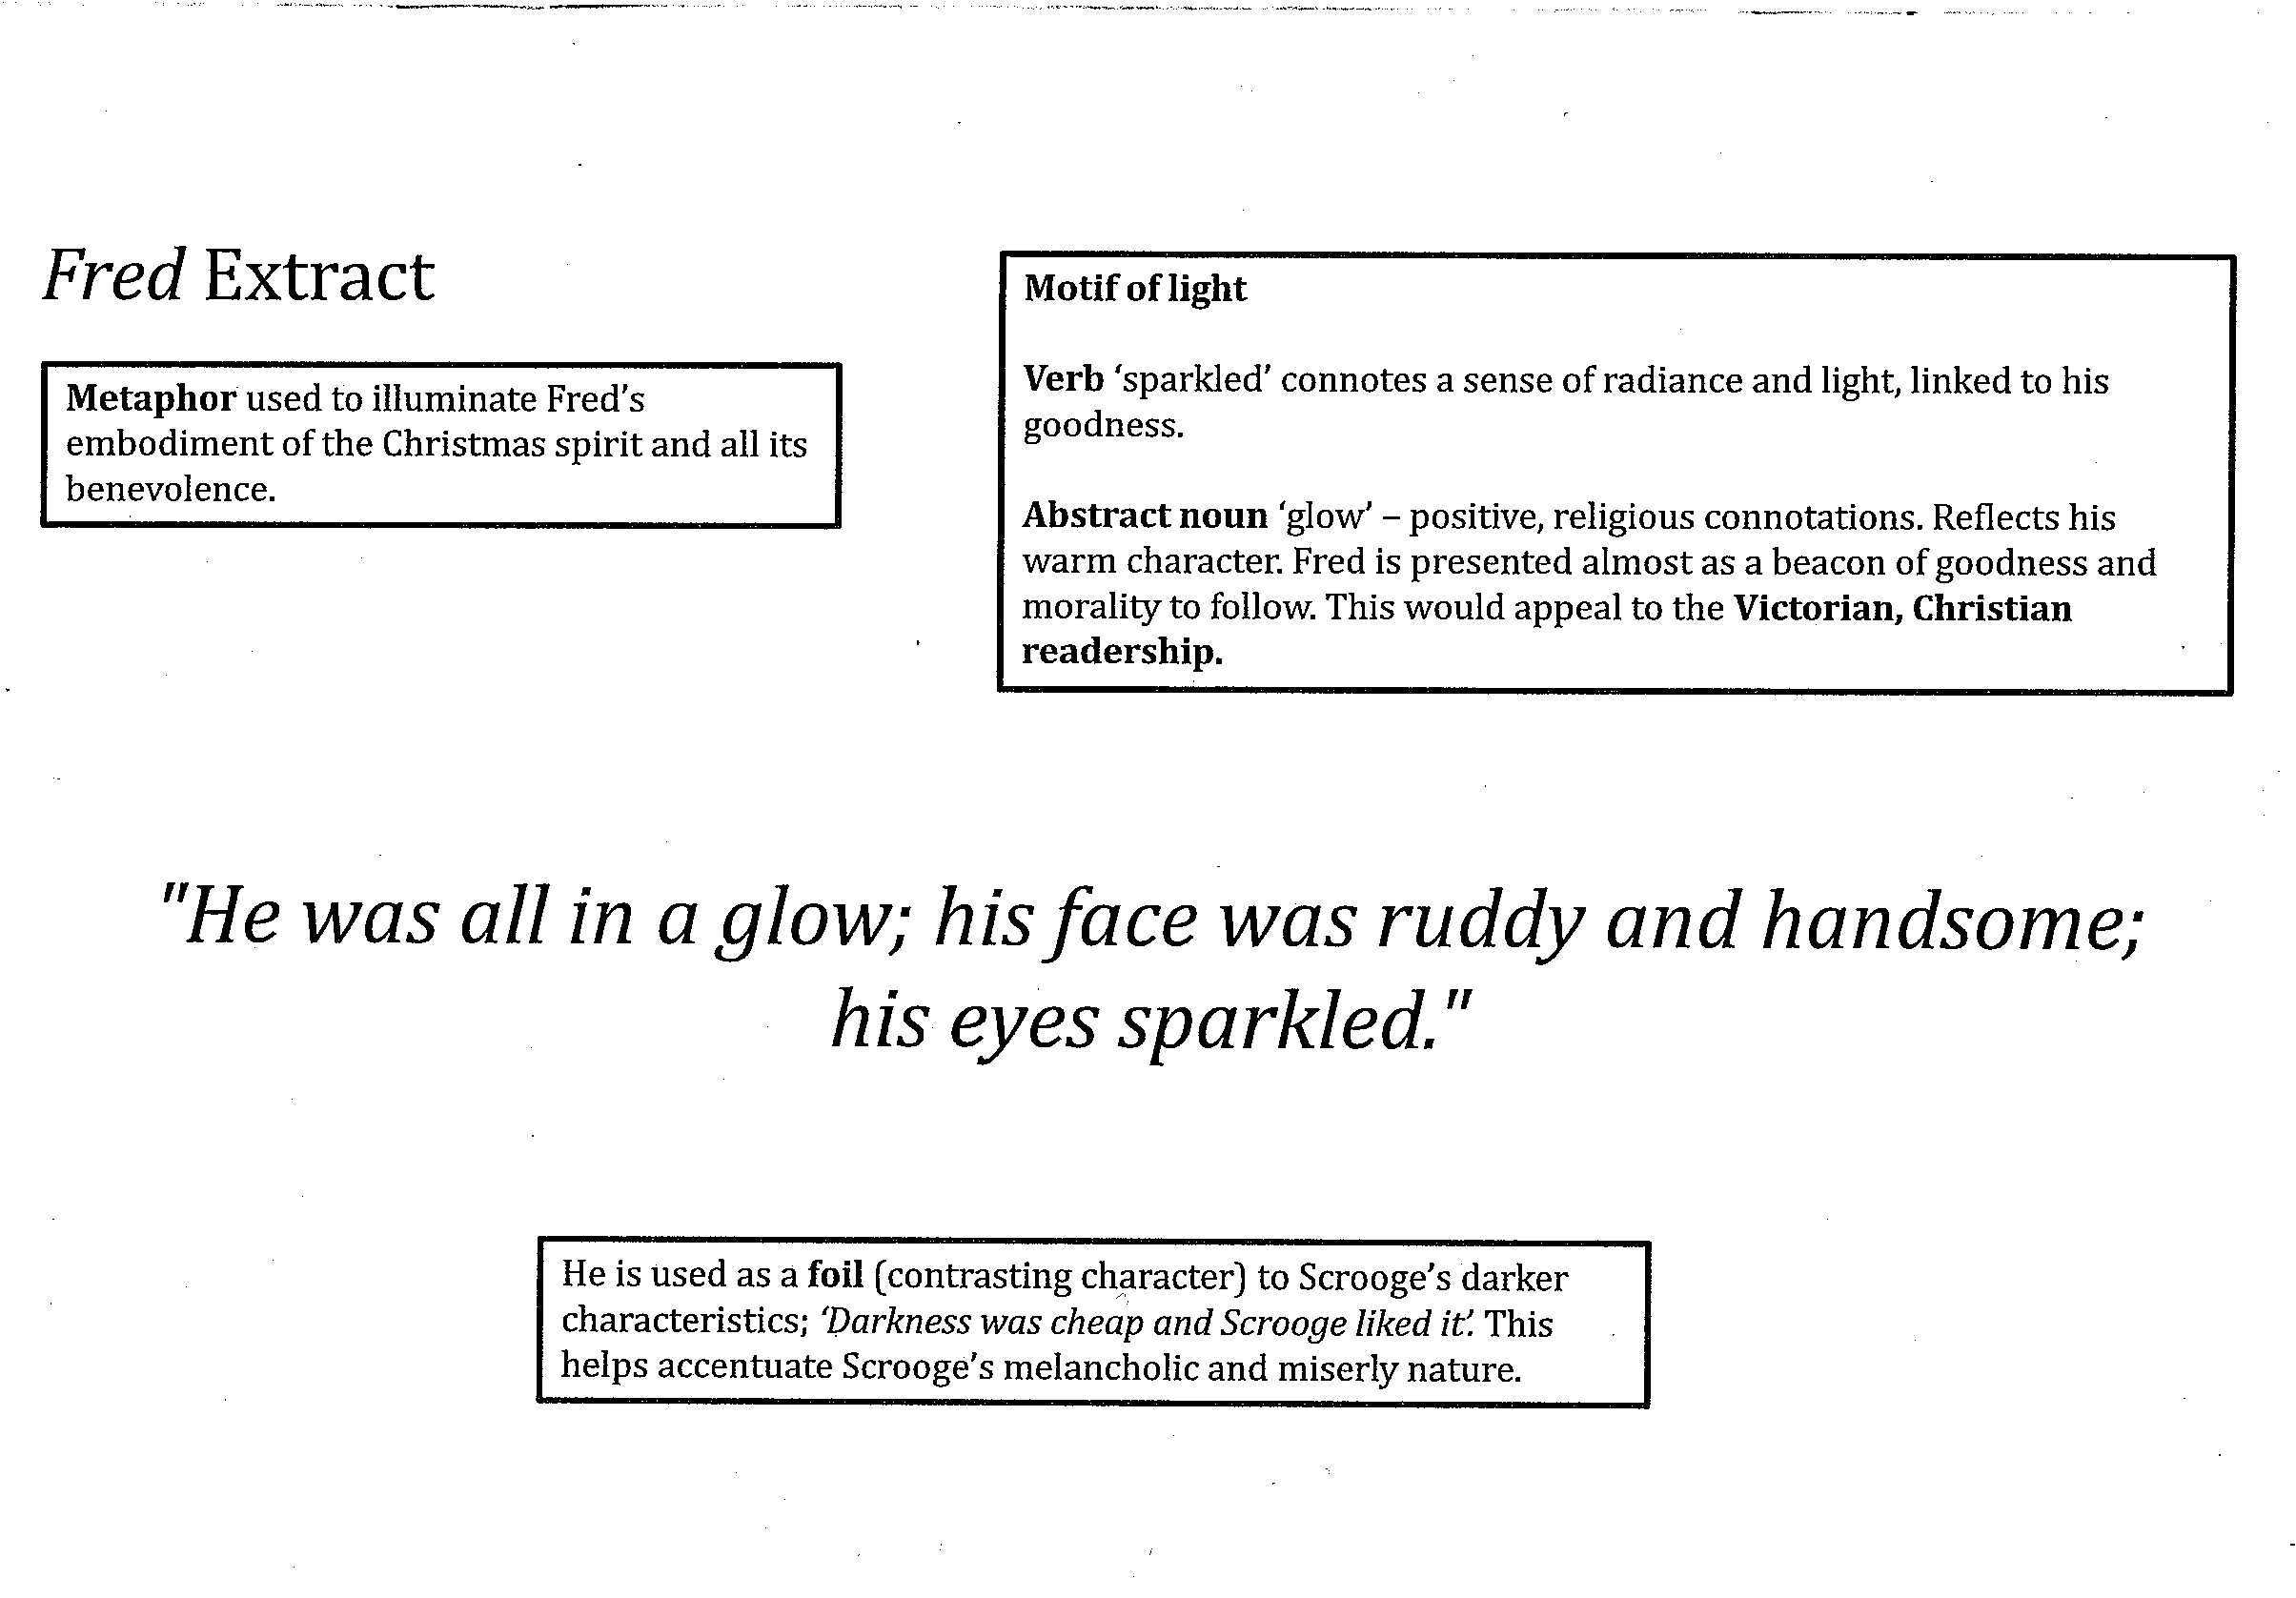 Fred Extract
Metaphor used to illuminate Fred's
embodiment of the Christmas spirit and all its
benevolence.
Motif of light
Verb ‘sparkled’ connotes a sense of radiance and light, linked to his
goodness.
Abstract noun ‘glow’ – positive, religious connotations. Reflects his
warm character. Fred is presented almost as a beacon of goodness and
morality to follow. This would appeal to the Victorian, Christian
readership.
"He was all in a glow; his face was ruddy and handsome;
his eyes sparkled."
He is used as a foil (contrasting character) to Scrooge's darker
characteristics; ‘Darkness was cheap and Scrooge liked it’. This
helps accentuate Scrooge's melancholic and miserly nature.